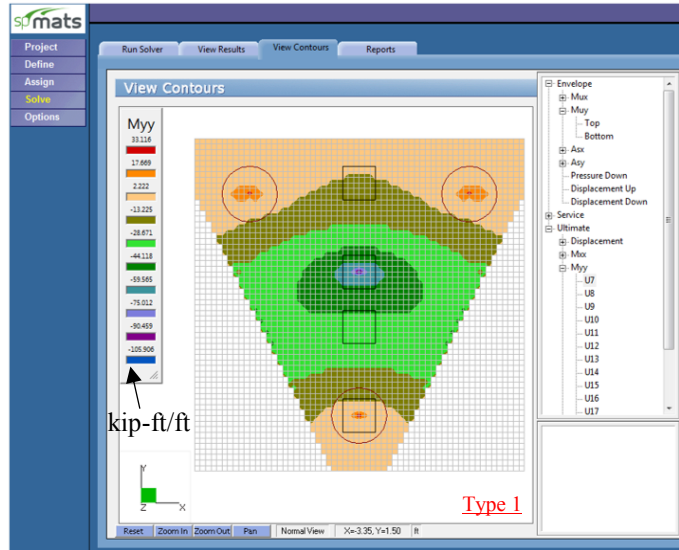 spmats
Project
Define
Assign
Solve
Options
Run Solver
View Results
View Contours
Reports
View Contours
Myy
33.116
17.669
2.222
-13.225
-28.671
-44.118
-59.565
-75.012
-90.459
-105.906
kip-ft/ft
Y
Z X
Type 1
Reset Zoom In Zoom Out Pan Normal View X=-3.35, Y=1.50 ft
Envelope
Mux
Muy
Top
Bottom
Asx
Asy
Pressure Down
Displacement Up
Displacement Down
Service
Ultimate
Displacement
Mxx
Myy
U7
U8
U9
U10
U11
U12
U13
U14
U15
U16
U17